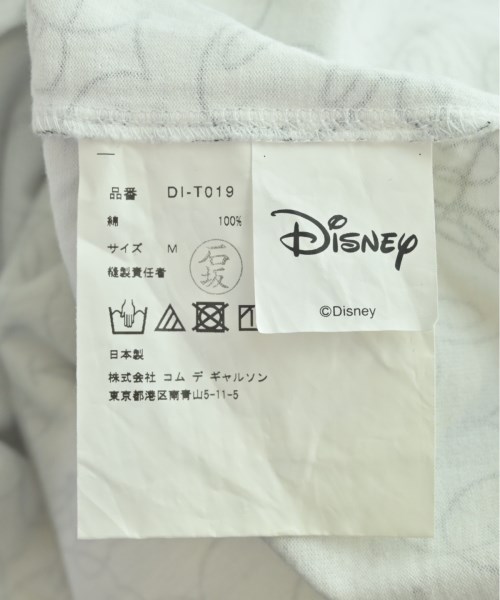 品番 DI-T019
綿 100%
サイズ M
縫製責任者 石坂
日本製
株式会社 コム デ ギャルソン
東京都港区南青山5-11-5
Disney
©Disney